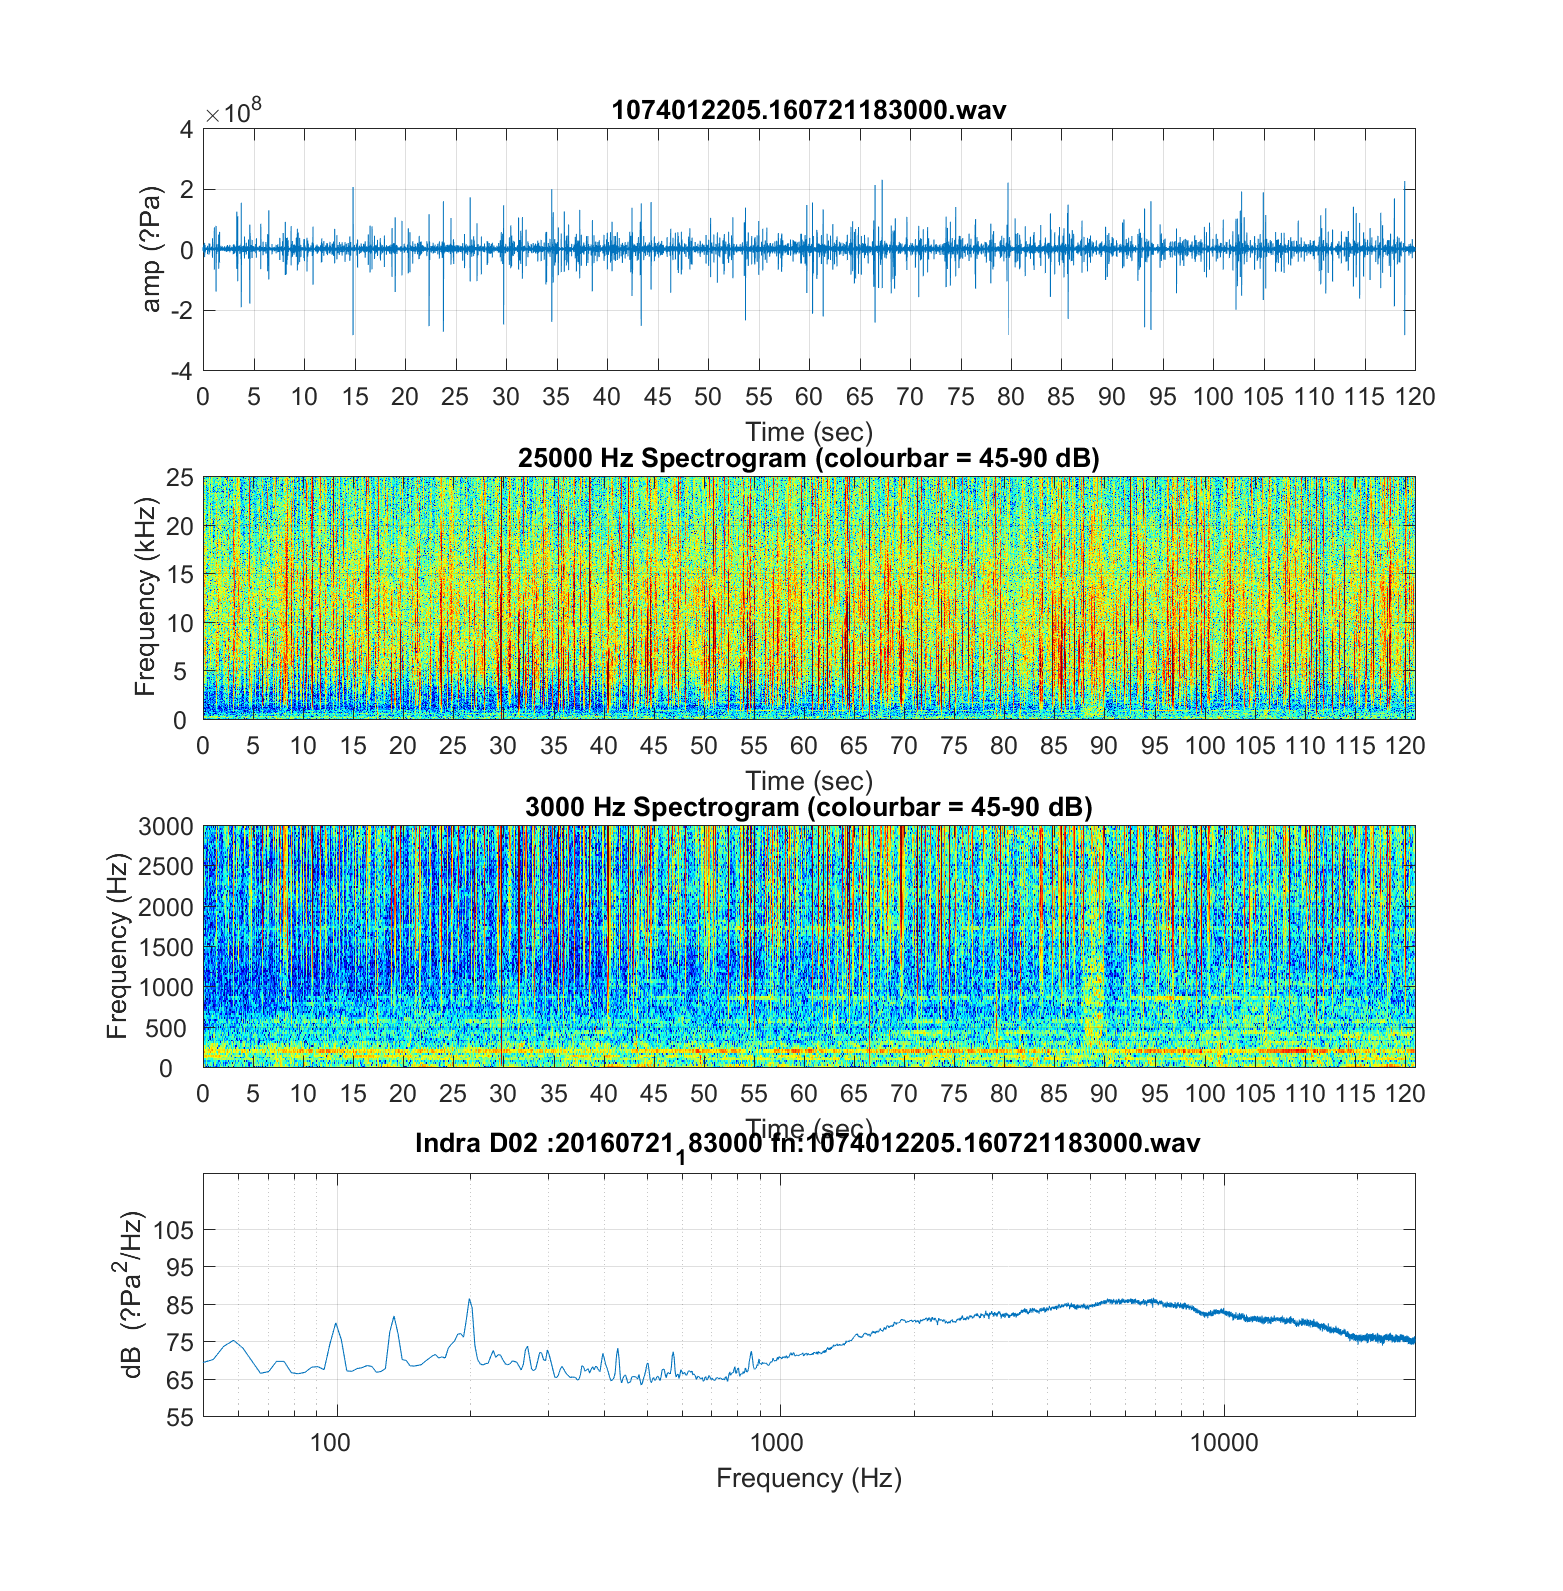 ×10⁸
1074012205.160721183000.wav
4
2
0
-2
-4
amp (?Pa)
0 5 10 15 20 25 30 35 40 45 50 55 60 65 70 75 80 85 90 95 100 105 110 115 120
Time (sec)
25000 Hz Spectrogram (colourbar = 45-90 dB)
25
20
15
10
5
0
Frequency (kHz)
0 5 10 15 20 25 30 35 40 45 50 55 60 65 70 75 80 85 90 95 100 105 110 115 120
Time (sec)
3000 Hz Spectrogram (colourbar = 45-90 dB)
3000
2500
2000
1500
1000
500
0
Frequency (Hz)
0 5 10 15 20 25 30 35 40 45 50 55 60 65 70 75 80 85 90 95 100 105 110 115 120
Time (sec)
Indra D02 :20160721₁83000 fn:1074012205.160721183000.wav
105
95
85
75
65
55
dB (?Pa²/Hz)
100 1000 10000
Frequency (Hz)